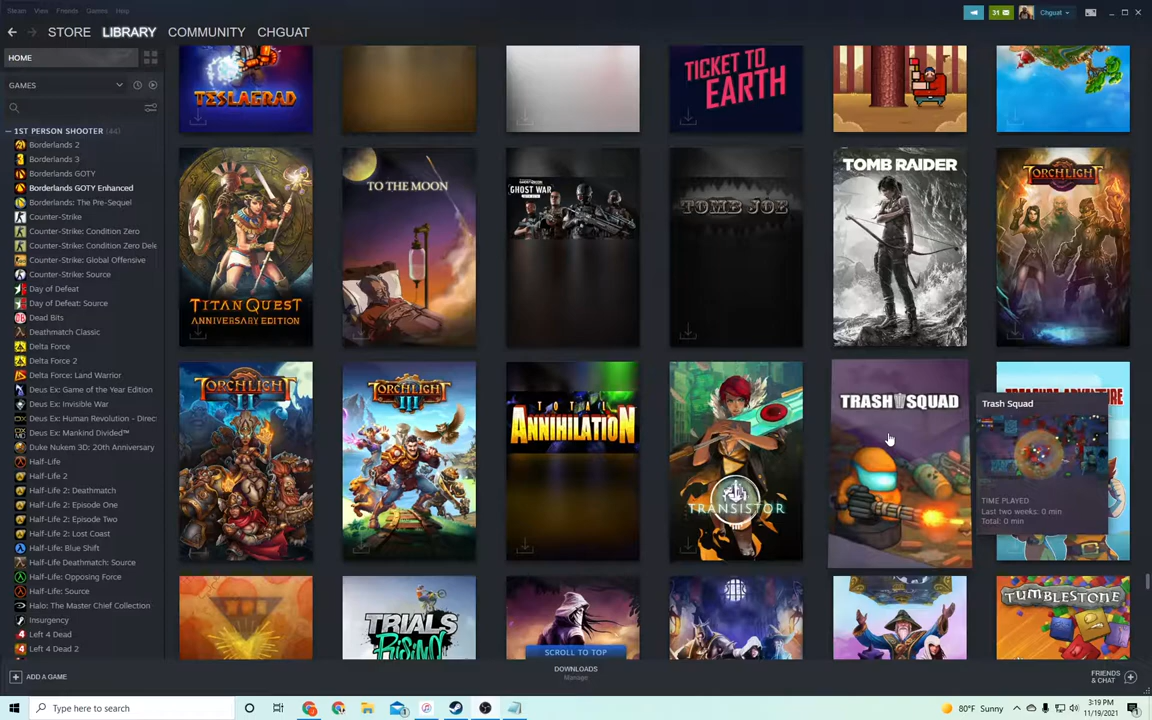 Steam View Friends Games Help
31
Chguat
STORE LIBRARY COMMUNITY CHGUAT
HOME
GAMES
1ST PERSON SHOOTER (44)
Borderlands 2
Borderlands 3
Borderlands GOTY
Borderlands GOTY Enhanced
Borderlands: The Pre-Sequel
Counter-Strike
Counter-Strike: Condition Zero
Counter-Strike: Condition Zero Dele
Counter-Strike: Global Offensive
Counter-Strike: Source
Day of Defeat
Day of Defeat: Source
Dead Bits
Deathmatch Classic
Delta Force
Delta Force 2
Delta Force: Land Warrior
Deus Ex: Game of the Year Edition
Deus Ex: Invisible War
Deus Ex: Human Revolution - Direc
Deus Ex: Mankind Divided™
Duke Nukem 3D: 20th Anniversary
Half-Life
Half-Life 2
Half-Life 2: Deathmatch
Half-Life 2: Episode One
Half-Life 2: Episode Two
Half-Life 2: Lost Coast
Half-Life: Blue Shift
Half-Life Deathmatch: Source
Half-Life: Opposing Force
Half-Life: Source
Halo: The Master Chief Collection
Insurgency
Left 4 Dead
Left 4 Dead 2
TESLAGRAD
TICKET TO
EARTH
TITAN QUEST
ANNIVERSARY EDITION
TO THE MOON
GHOST WAR
TOMB JOE
TOMB RAIDER
TORCHLIGHT
TORCHLIGHT
II
TORCHLIGHT
III
TOTAL
ANNIHILATION
TRANSISTOR
TRASH SQUAD
Trash Squad
TIME PLAYED
Last two weeks: 0 min
Total: 0 min
TRIALS
RISING
TUMBLESTONE
SCROLL TO TOP
ADD A GAME
DOWNLOADS
Manage
FRIENDS
& CHAT
Type here to search
80°F Sunny
3:19 PM
11/19/2021